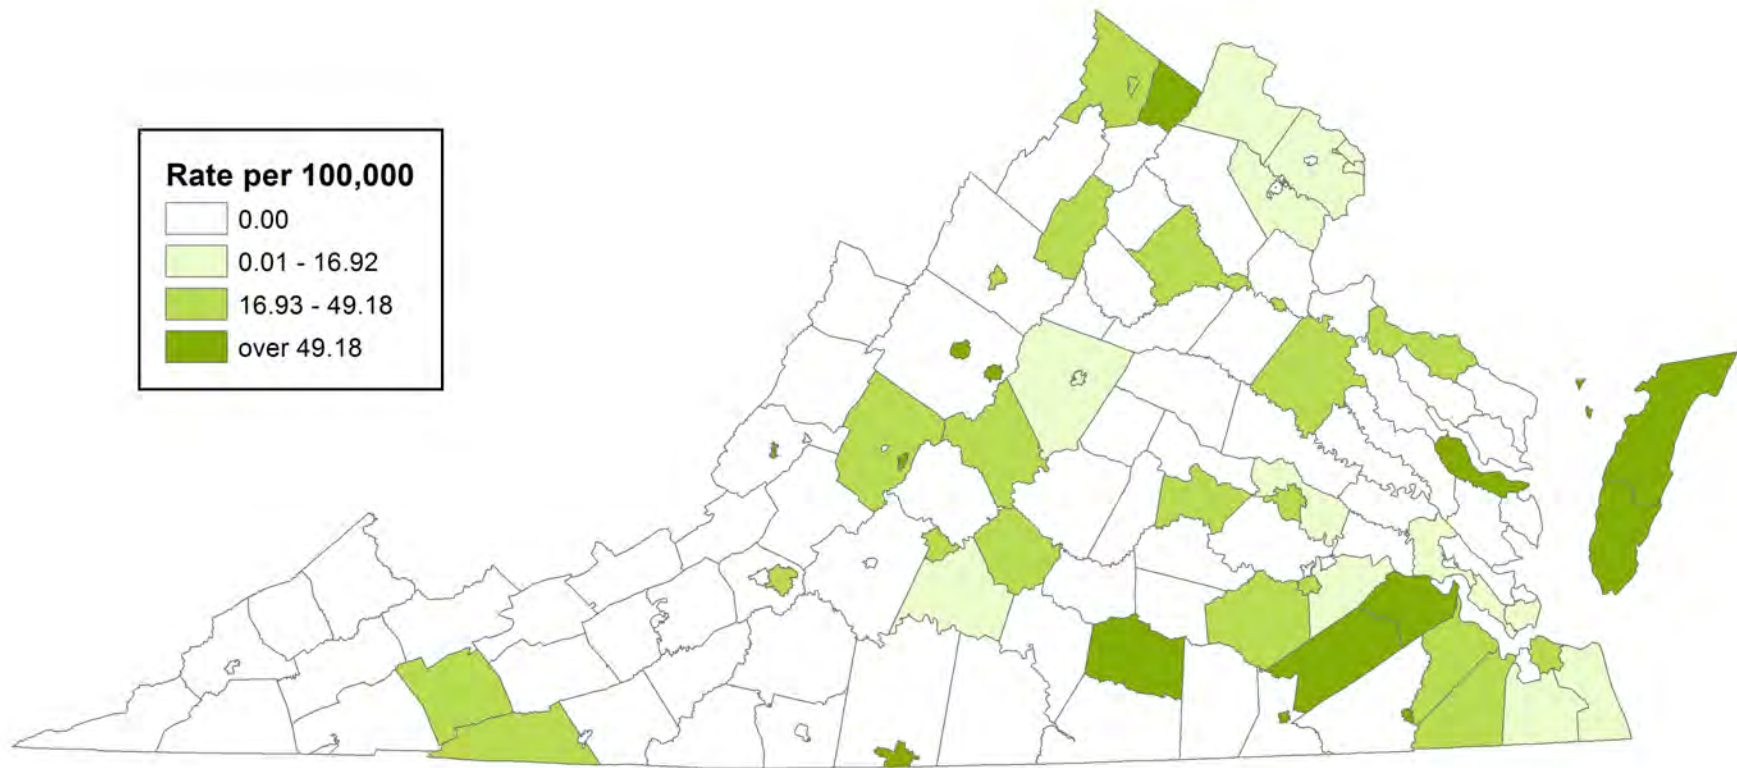 Rate per 100,000
0.00
0.01 - 16.92
16.93 - 49.18
over 49.18